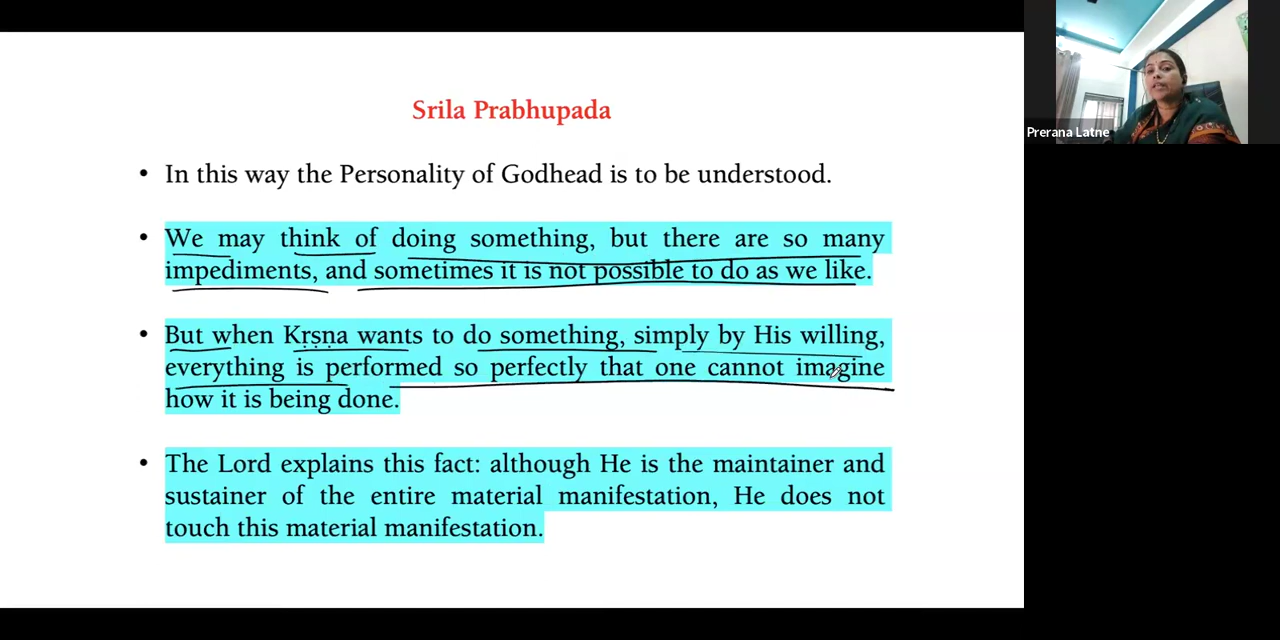 Srila Prabhupada
• In this way the Personality of Godhead is to be understood.
• We may think of doing something, but there are so many
impediments, and sometimes it is not possible to do as we like.
• But when Kṛṣṇa wants to do something, simply by His willing,
everything is performed so perfectly that one cannot imagine
how it is being done.
• The Lord explains this fact: although He is the maintainer and
sustainer of the entire material manifestation, He does not
touch this material manifestation.
Prerana Latne